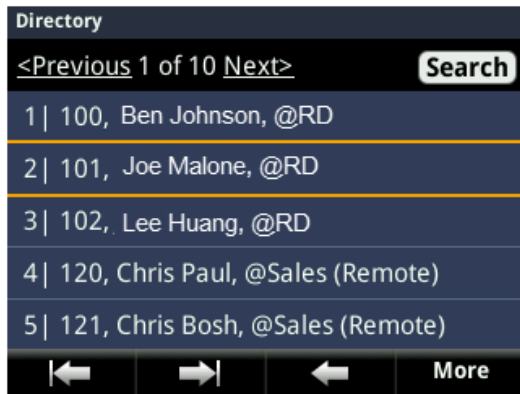 Directory
<Previous 1 of 10 Next> Search
1| 100, Ben Johnson, @RD
2| 101, Joe Malone, @RD
3| 102, Lee Huang, @RD
4| 120, Chris Paul, @Sales (Remote)
5| 121, Chris Bosh, @Sales (Remote)
More